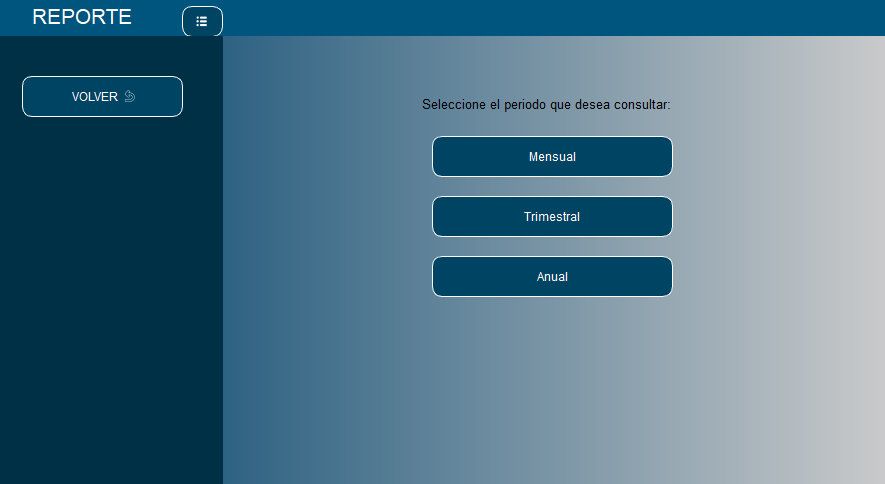 REPORTE
VOLVER
Seleccione el periodo que desea consultar:
Mensual
Trimestral
Anual